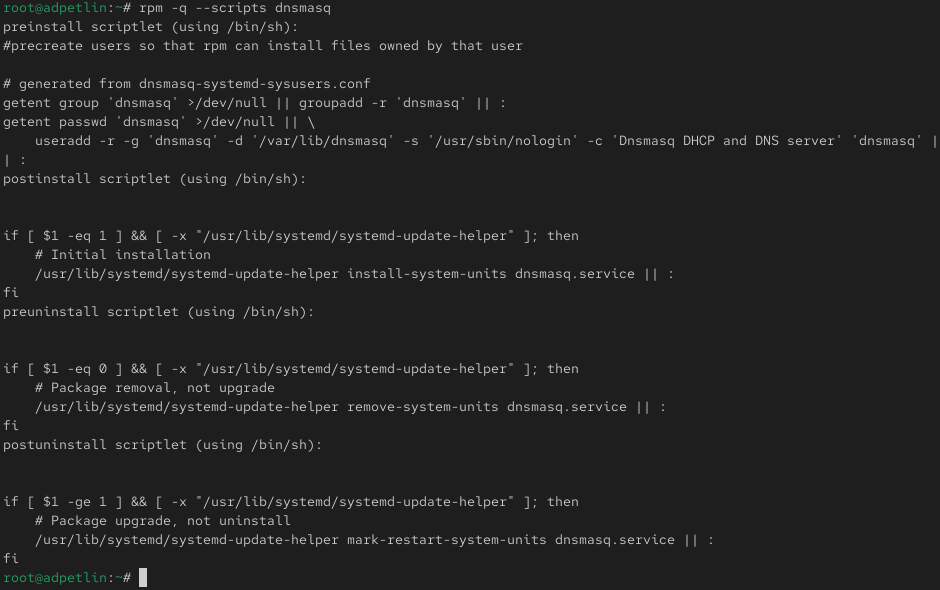 root@adpetlin:~# rpm -q --scripts dnsmasq
preinstall scriptlet (using /bin/sh):
#precreate users so that rpm can install files owned by that user

# generated from dnsmasq-systemd-sysusers.conf
getent group 'dnsmasq' >/dev/null || groupadd -r 'dnsmasq' || :
getent passwd 'dnsmasq' >/dev/null || \
    useradd -r -g 'dnsmasq' -d '/var/lib/dnsmasq' -s '/usr/sbin/nologin' -c 'Dnsmasq DHCP and DNS server' 'dnsmasq' |
| :
postinstall scriptlet (using /bin/sh):


if [ $1 -eq 1 ] && [ -x "/usr/lib/systemd/systemd-update-helper" ]; then
    # Initial installation
    /usr/lib/systemd/systemd-update-helper install-system-units dnsmasq.service || :
fi
preuninstall scriptlet (using /bin/sh):


if [ $1 -eq 0 ] && [ -x "/usr/lib/systemd/systemd-update-helper" ]; then
    # Package removal, not upgrade
    /usr/lib/systemd/systemd-update-helper remove-system-units dnsmasq.service || :
fi
postuninstall scriptlet (using /bin/sh):


if [ $1 -ge 1 ] && [ -x "/usr/lib/systemd/systemd-update-helper" ]; then
    # Package upgrade, not uninstall
    /usr/lib/systemd/systemd-update-helper mark-restart-system-units dnsmasq.service || :
fi
root@adpetlin:~#